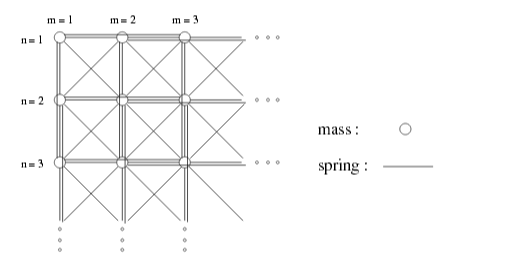 m = 1 m = 2 m = 3
n = 1
n = 2
n = 3
mass :
spring :